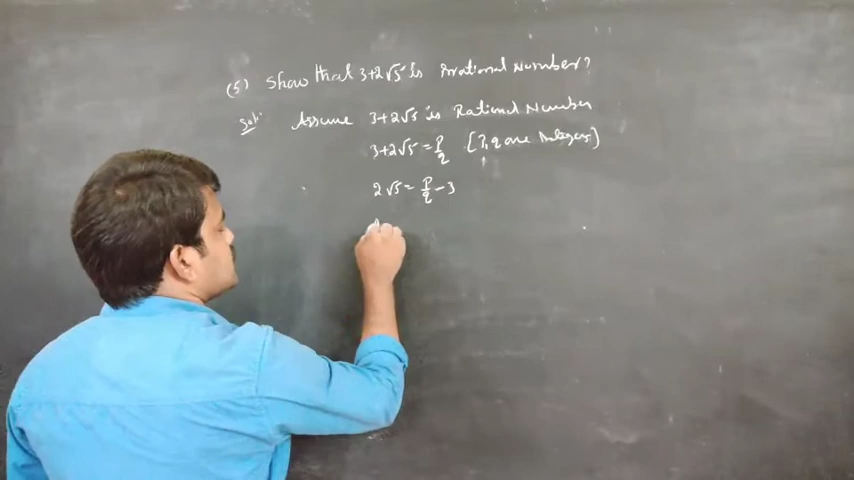 (5) Show that 3+2√5 is irrational Number?
Sol: Assume 3+2√5 is Rational Number
3+2√5 = P/q [P, q are Integers]
2√5 = P/q - 3